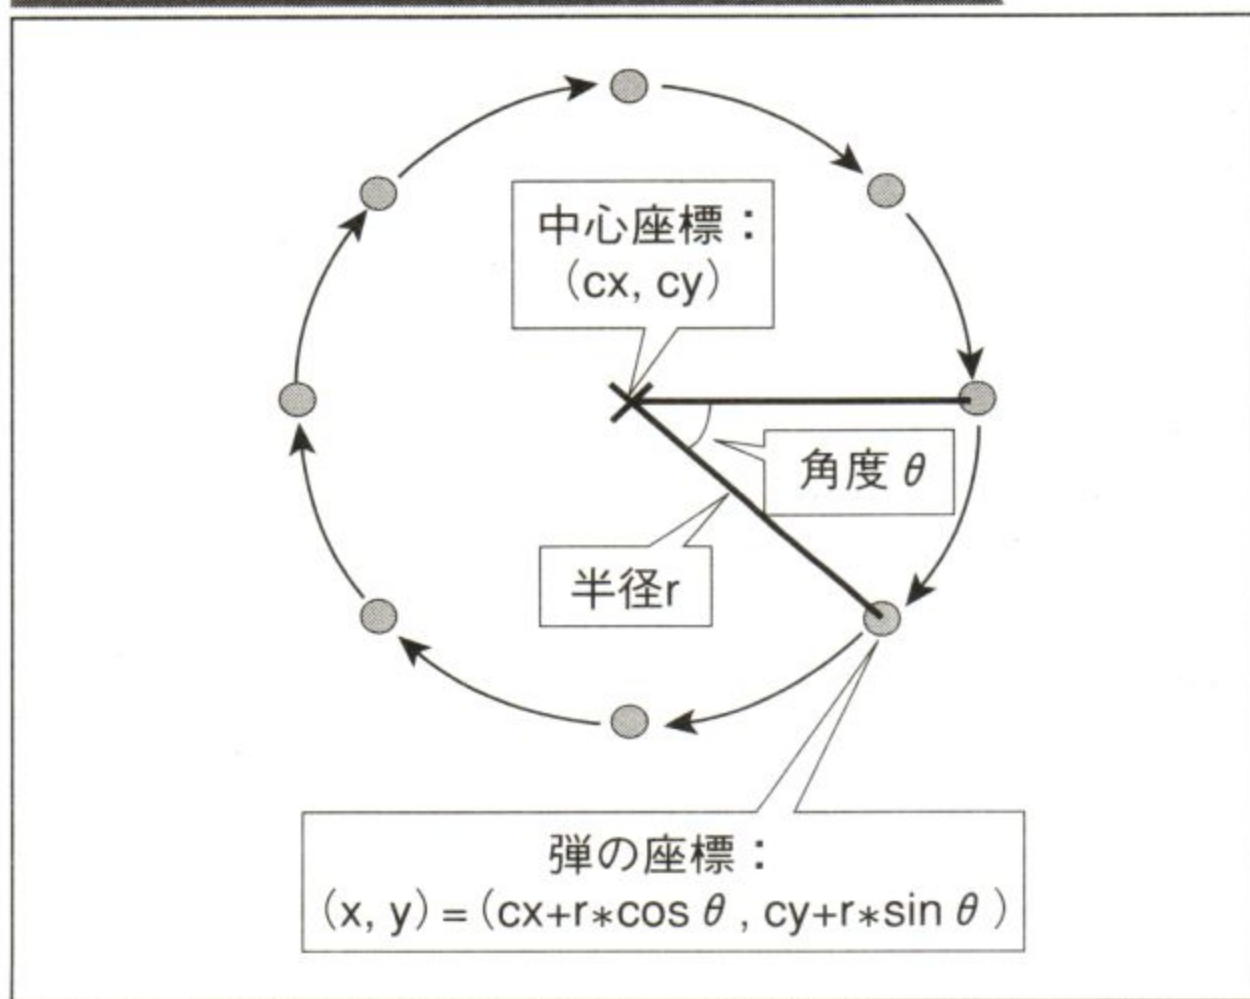 中心座標：
(cx, cy)
角度 θ
半径r
弾の座標：
(x, y) = (cx+r*cos θ , cy+r*sin θ )